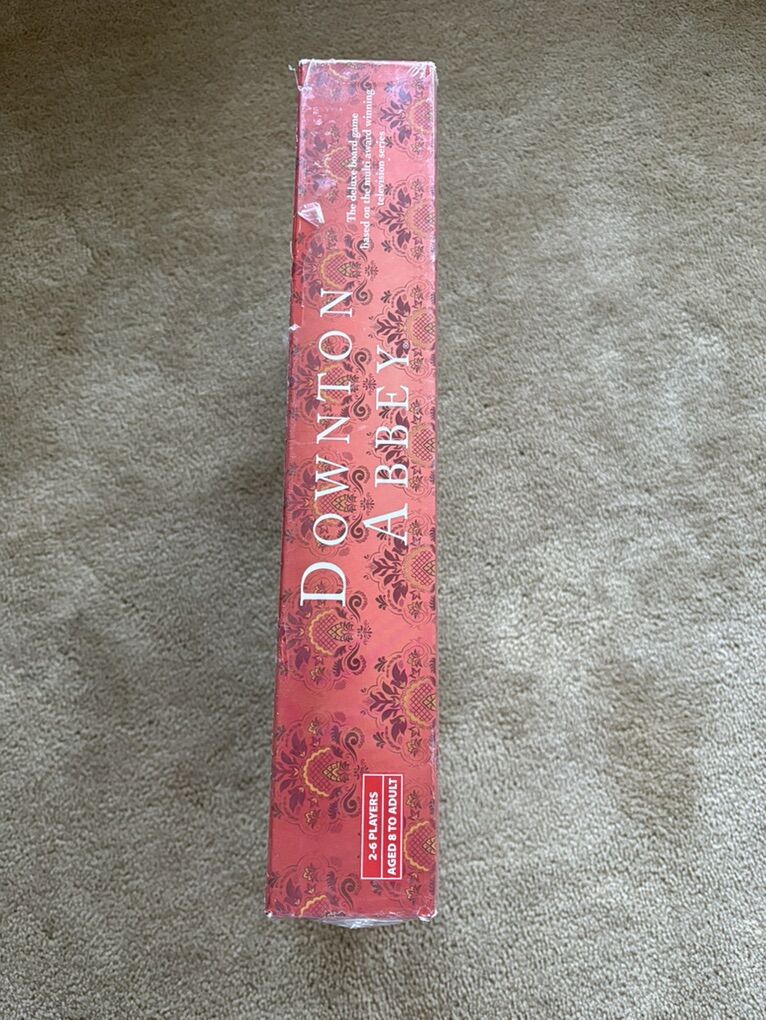 2-6 PLAYERS
AGED 8 TO ADULT
DOWNTON
ABBEY®
The deluxe board game
based on the multi award winning
television series